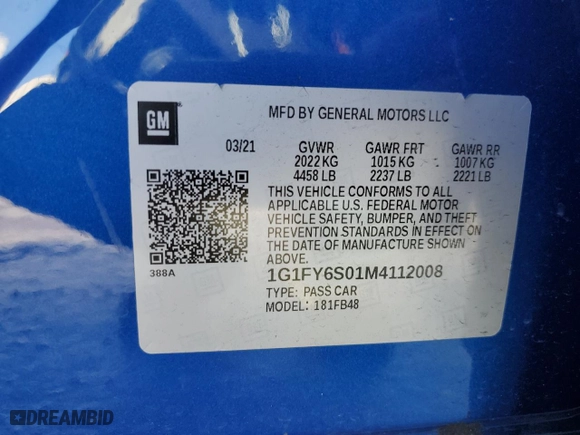 GM
MFD BY GENERAL MOTORS LLC
03/21 GVWR GAWR FRT GAWR RR
2022 KG 1015 KG 1007 KG
4458 LB 2237 LB 2221 LB
THIS VEHICLE CONFORMS TO ALL
APPLICABLE U.S. FEDERAL MOTOR
VEHICLE SAFETY, BUMPER, AND THEFT
PREVENTION STANDARDS IN EFFECT ON
THE DATE OF MANUFACTURE SHOWN
ABOVE.
388A
1G1FY6S01M4112008
TYPE: PASS CAR
MODEL: 181FB48
DREAMBID